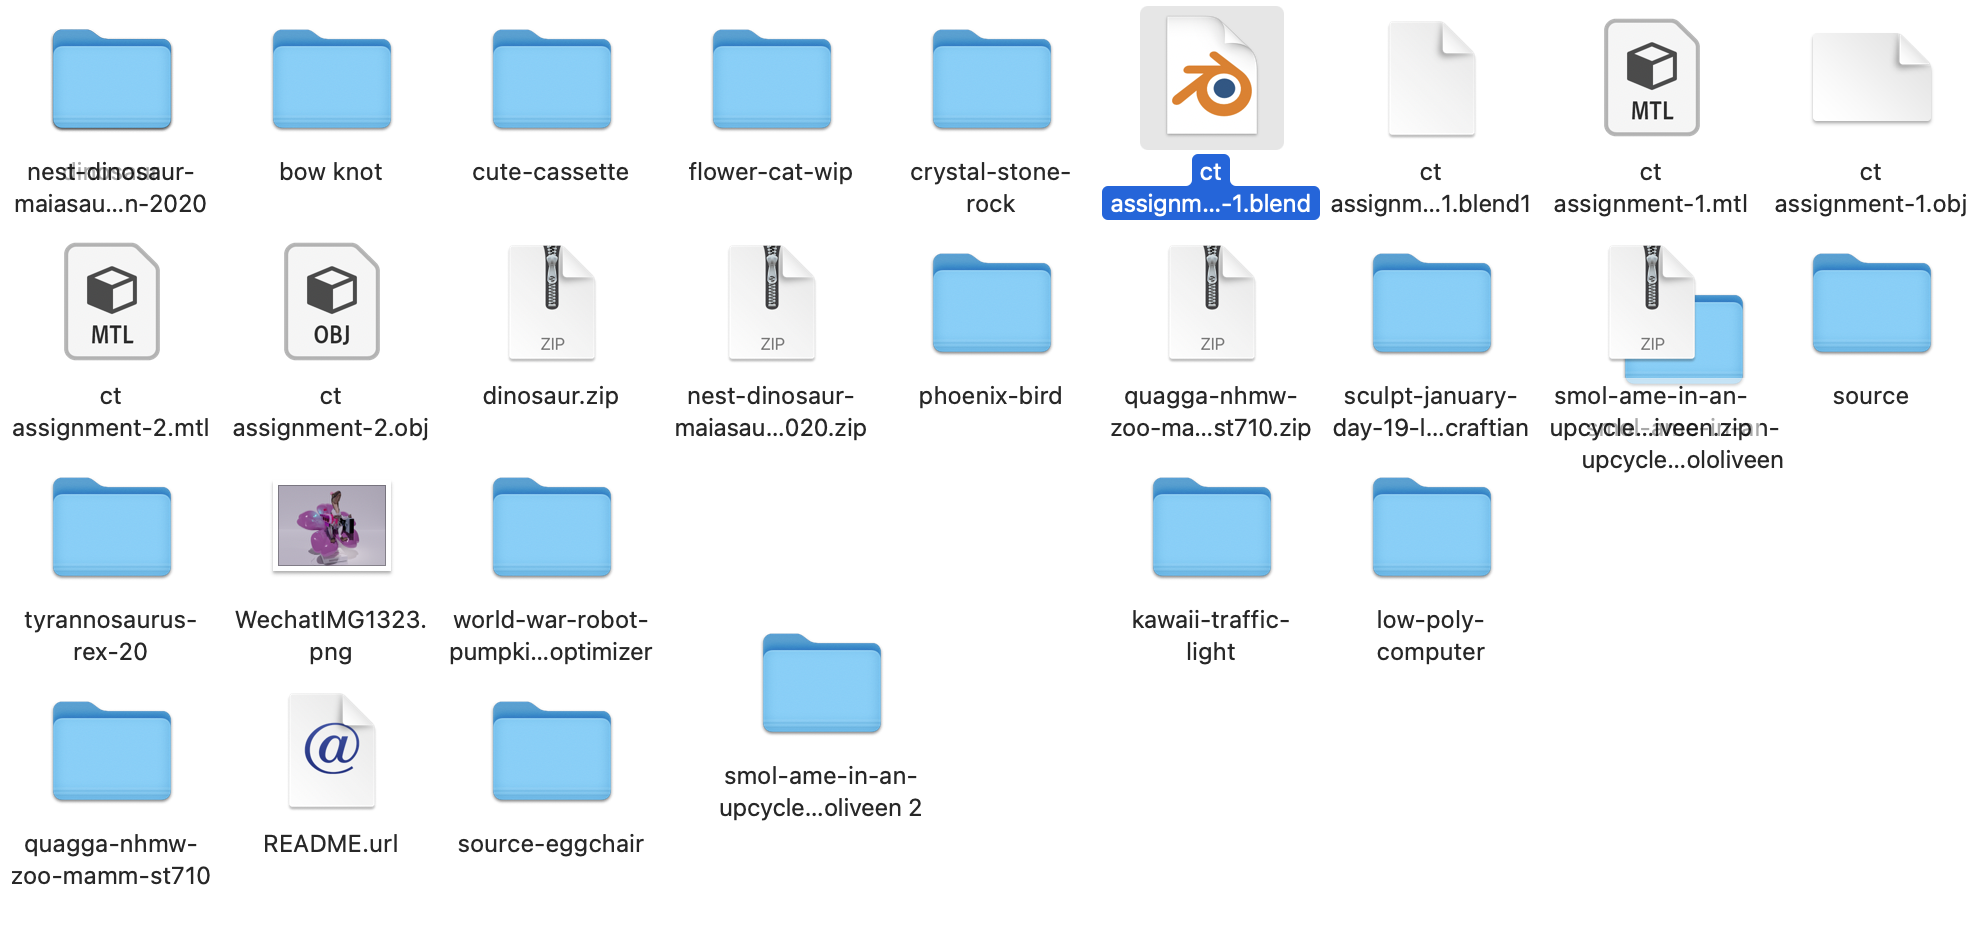 nest-dinosaur-
maiasau...n-2020
dinosaur
bow knot
cute-cassette
flower-cat-wip
crystal-stone-
rock
ct
assignm...-1.blend
ct
assignm...1.blend1
MTL
ct
assignment-1.mtl
ct
assignment-1.obj
MTL
ct
assignment-2.mtl
OBJ
ct
assignment-2.obj
ZIP
dinosaur.zip
ZIP
nest-dinosaur-
maiasau...020.zip
phoenix-bird
ZIP
quagga-nhmw-
zoo-ma...st710.zip
sculpt-january-
day-19-l...craftian
ZIP
smol-ame-in-an-
upcycle...iveen.zip
smol-ame-in-an-
upcycle...ololiveen
source
tyrannosaurus-
rex-20
WechatIMG1323.
png
world-war-robot-
pumpki...optimizer
kawaii-traffic-
light
low-poly-
computer
quagga-nhmw-
zoo-mamm-st710
@
README.url
source-eggchair
smol-ame-in-an-
upcycle...oliveen 2